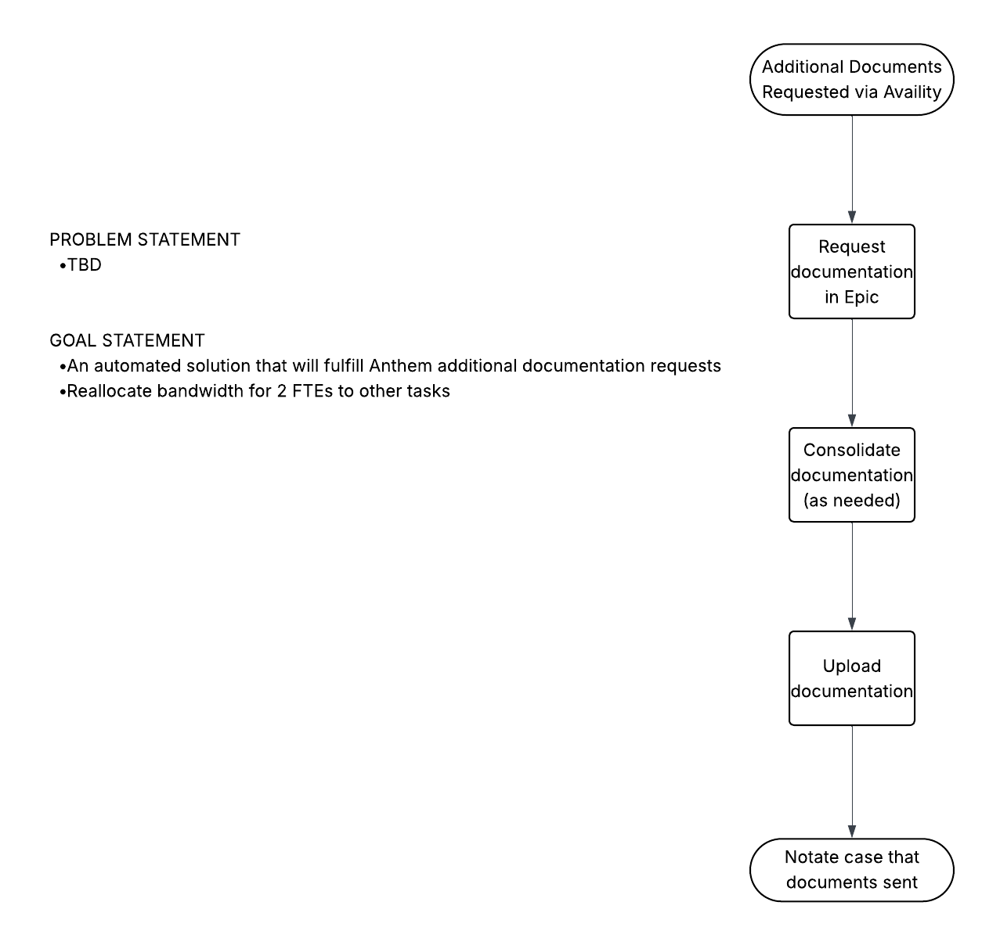 Additional Documents
Requested via Availity
PROBLEM STATEMENT
•TBD
GOAL STATEMENT
•An automated solution that will fulfill Anthem additional documentation requests
•Reallocate bandwidth for 2 FTEs to other tasks
Request
documentation
in Epic
Consolidate
documentation
(as needed)
Upload
documentation
Notate case that
documents sent